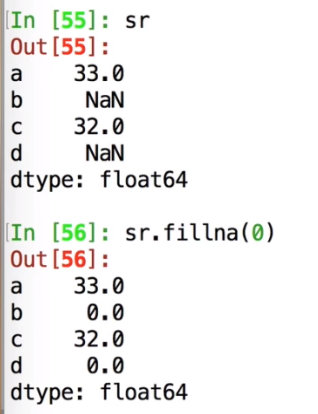 In [55]: sr
Out[55]:
a    33.0
b     NaN
c    32.0
d     NaN
dtype: float64

In [56]: sr.fillna(0)
Out[56]:
a    33.0
b     0.0
c    32.0
d     0.0
dtype: float64